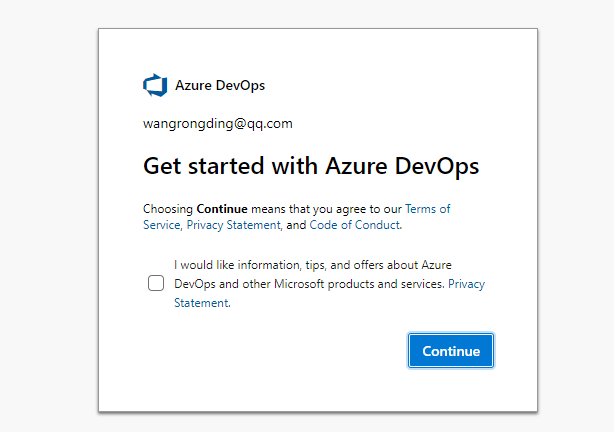 Azure DevOps
wangrongding@qq.com
Get started with Azure DevOps
Choosing Continue means that you agree to our Terms of
Service, Privacy Statement, and Code of Conduct.
I would like information, tips, and offers about Azure
DevOps and other Microsoft products and services. Privacy
Statement.
Continue